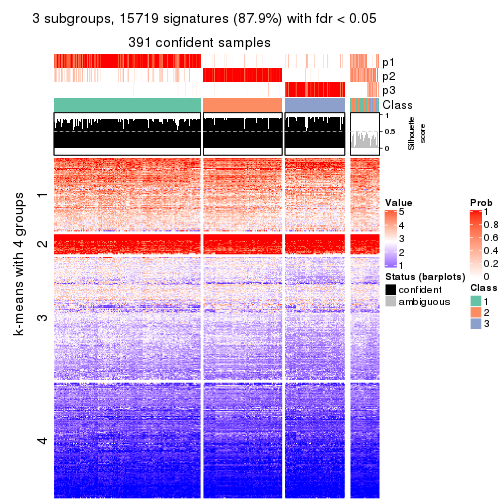 3 subgroups, 15719 signatures (87.9%) with fdr < 0.05
391 confident samples
p1
p2
p3
Class
1
0.5
0
Silhouette
score
k-means with 4 groups
1
2
3
4
Value
5
4
3
2
1
Status (barplots)
confident
ambiguous
Prob
1
0.8
0.6
0.4
0.2
0
Class
1
2
3